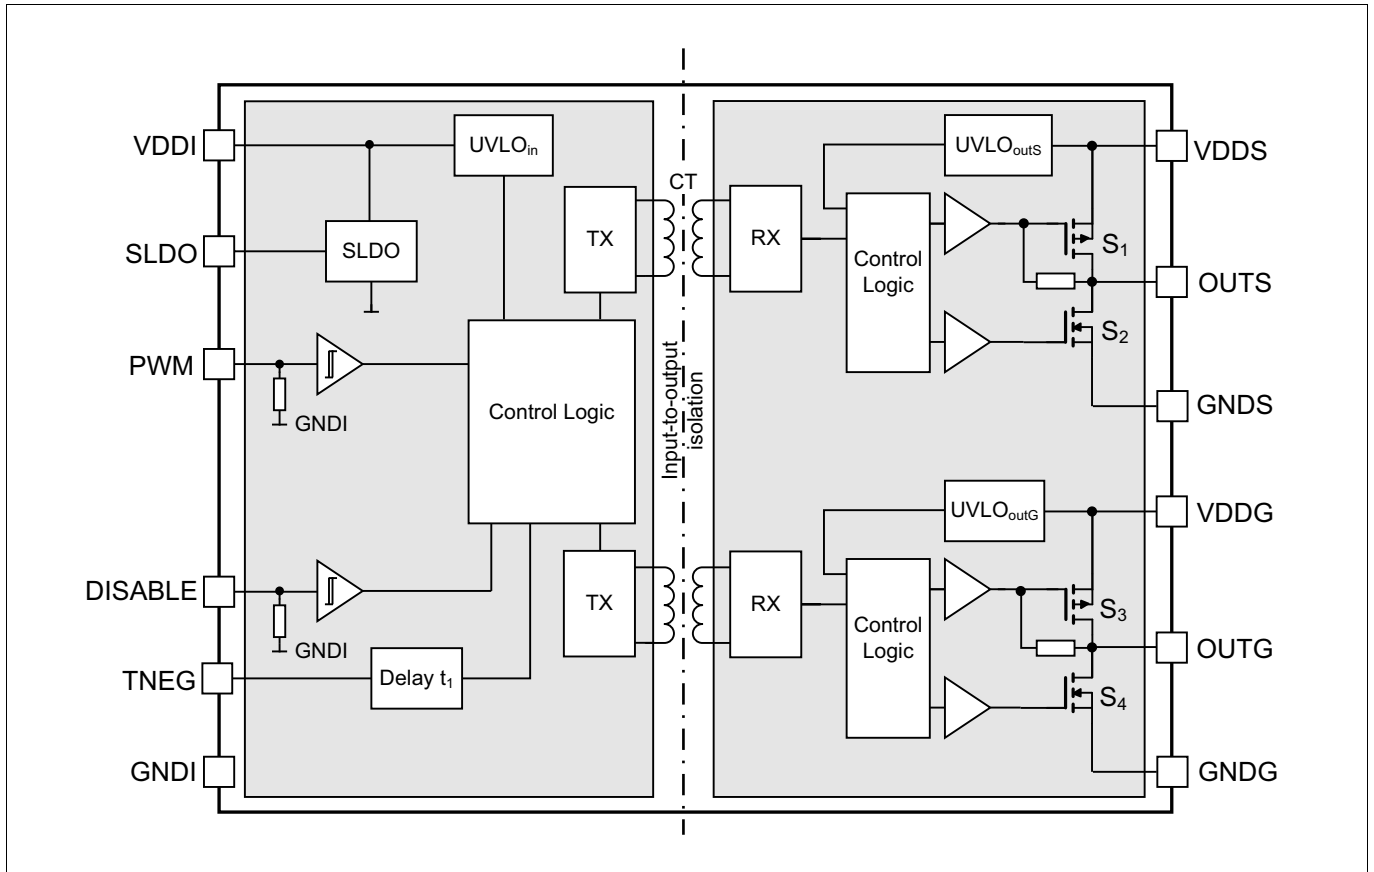 CT
VDDI
UVLOin
UVLOoutS
VDDS
SLDO
SLDO
TX
RX
Control
Logic
S1
OUTS
S2
PWM
GNDI
Control Logic
Input-to-output
isolation
GNDS
UVLOoutG
VDDG
DISABLE
GNDI
TX
RX
Control
Logic
S3
OUTG
TNEG
Delay t1
S4
GNDI
GNDG